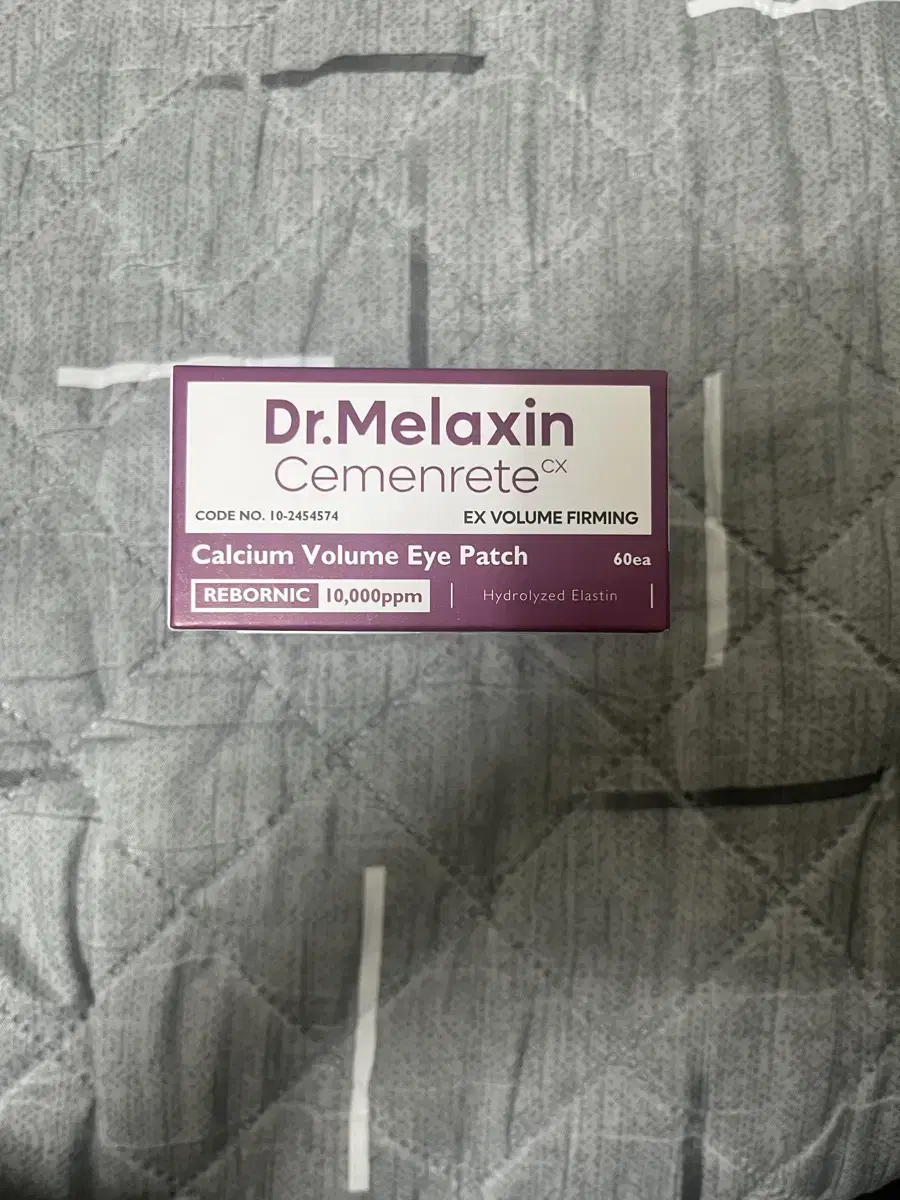 Dr.Melaxin
Cemenrete CX
CODE NO. 10-2454574 EX VOLUME FIRMING
Calcium Volume Eye Patch 60ea
REBORNIC 10,000ppm | Hydrolyzed Elastin |